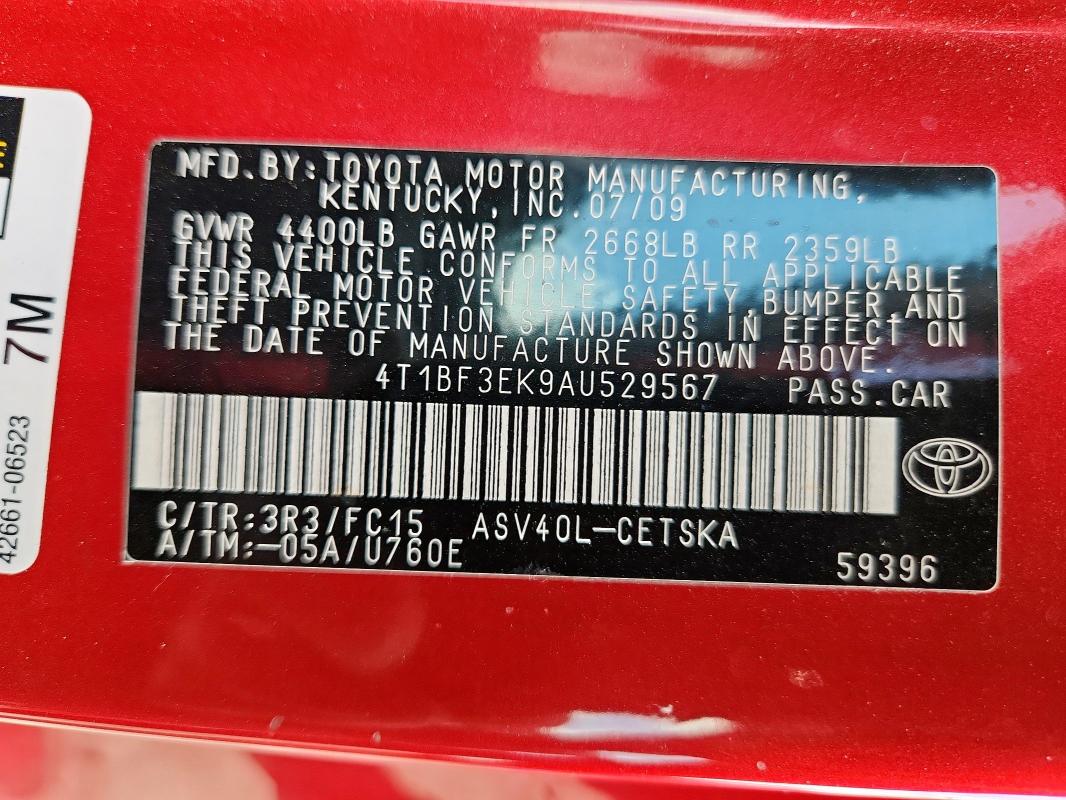 MFD.BY:TOYOTA MOTOR MANUFACTURING,
KENTUCKY,INC.07/09
GVWR 4400LB GAWR FR 2668LB RR 2359LB
THIS VEHICLE CONFORMS TO ALL APPLICABLE
FEDERAL MOTOR VEHICLE SAFETY,BUMPER,AND
THEFT PREVENTION STANDARDS IN EFFECT ON
THE DATE OF MANUFACTURE SHOWN ABOVE.
4T1BF3EK9AU529567 PASS.CAR
C/TR:3R3/FC15 ASV40L-CETSKA
A/TM:-05A/U760E
59396
7M
42661-06523